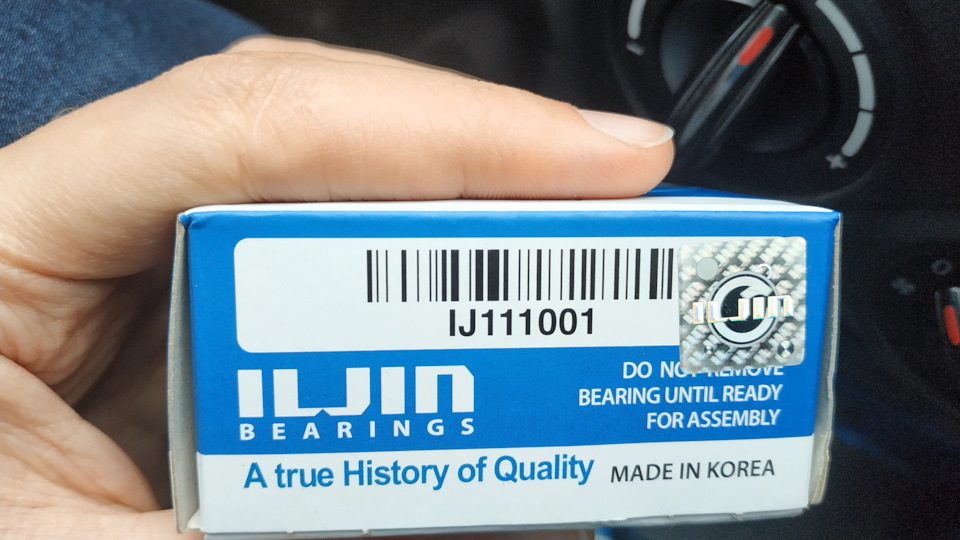 IJ111001
ILJIN
ILJIN
BEARINGS
DO NOT REMOVE
BEARING UNTIL READY
FOR ASSEMBLY
A true History of Quality
MADE IN KOREA